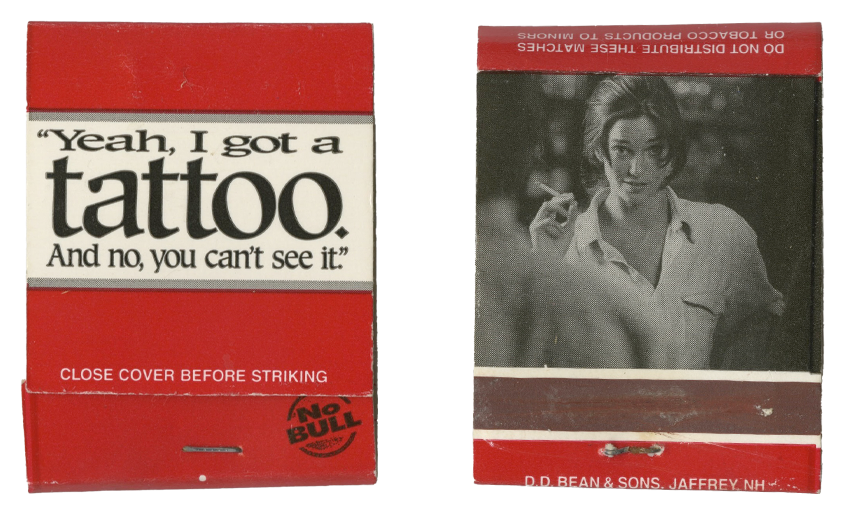 “Yeah, I got a
tattoo.
And no, you can't see it.”
CLOSE COVER BEFORE STRIKING
No
BULL
DO NOT DISTRIBUTE THESE MATCHES
OR TOBACCO PRODUCTS TO MINORS
D.D. BEAN & SONS, JAFFREY, NH